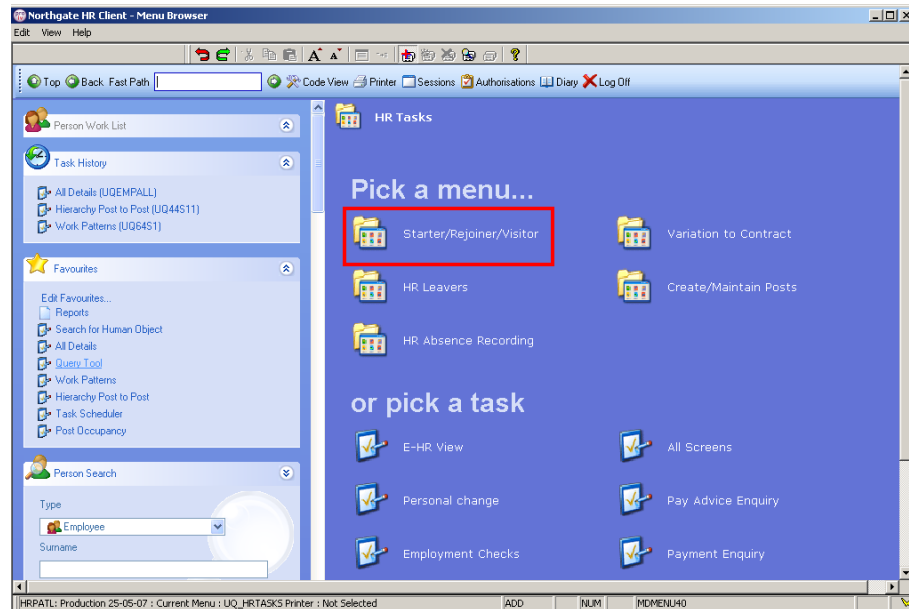 Northgate HR Client - Menu Browser
Edit View Help
Top Back Fast Path Code View Printer Sessions Authorisations Diary Log Off
Person Work List
Task History
All Details (UQEMPALL)
Hierarchy Post to Post (UQ44S11)
Work Patterns (UQ64S1)
Favourites
Edit Favourites...
Reports
Search for Human Object
All Details
Query Tool
Work Patterns
Hierarchy Post to Post
Task Scheduler
Post Occupancy
Person Search
Type
Employee
Surname
HR Tasks
Pick a menu...
Starter/Rejoiner/Visitor Variation to Contract
HR Leavers Create/Maintain Posts
HR Absence Recording
or pick a task
E-HR View All Screens
Personal change Pay Advice Enquiry
Employment Checks Payment Enquiry
HRPATL: Production 25-05-07 : Current Menu : UQ_HRTASKS Printer : Not Selected ADD NUM MDMENU40